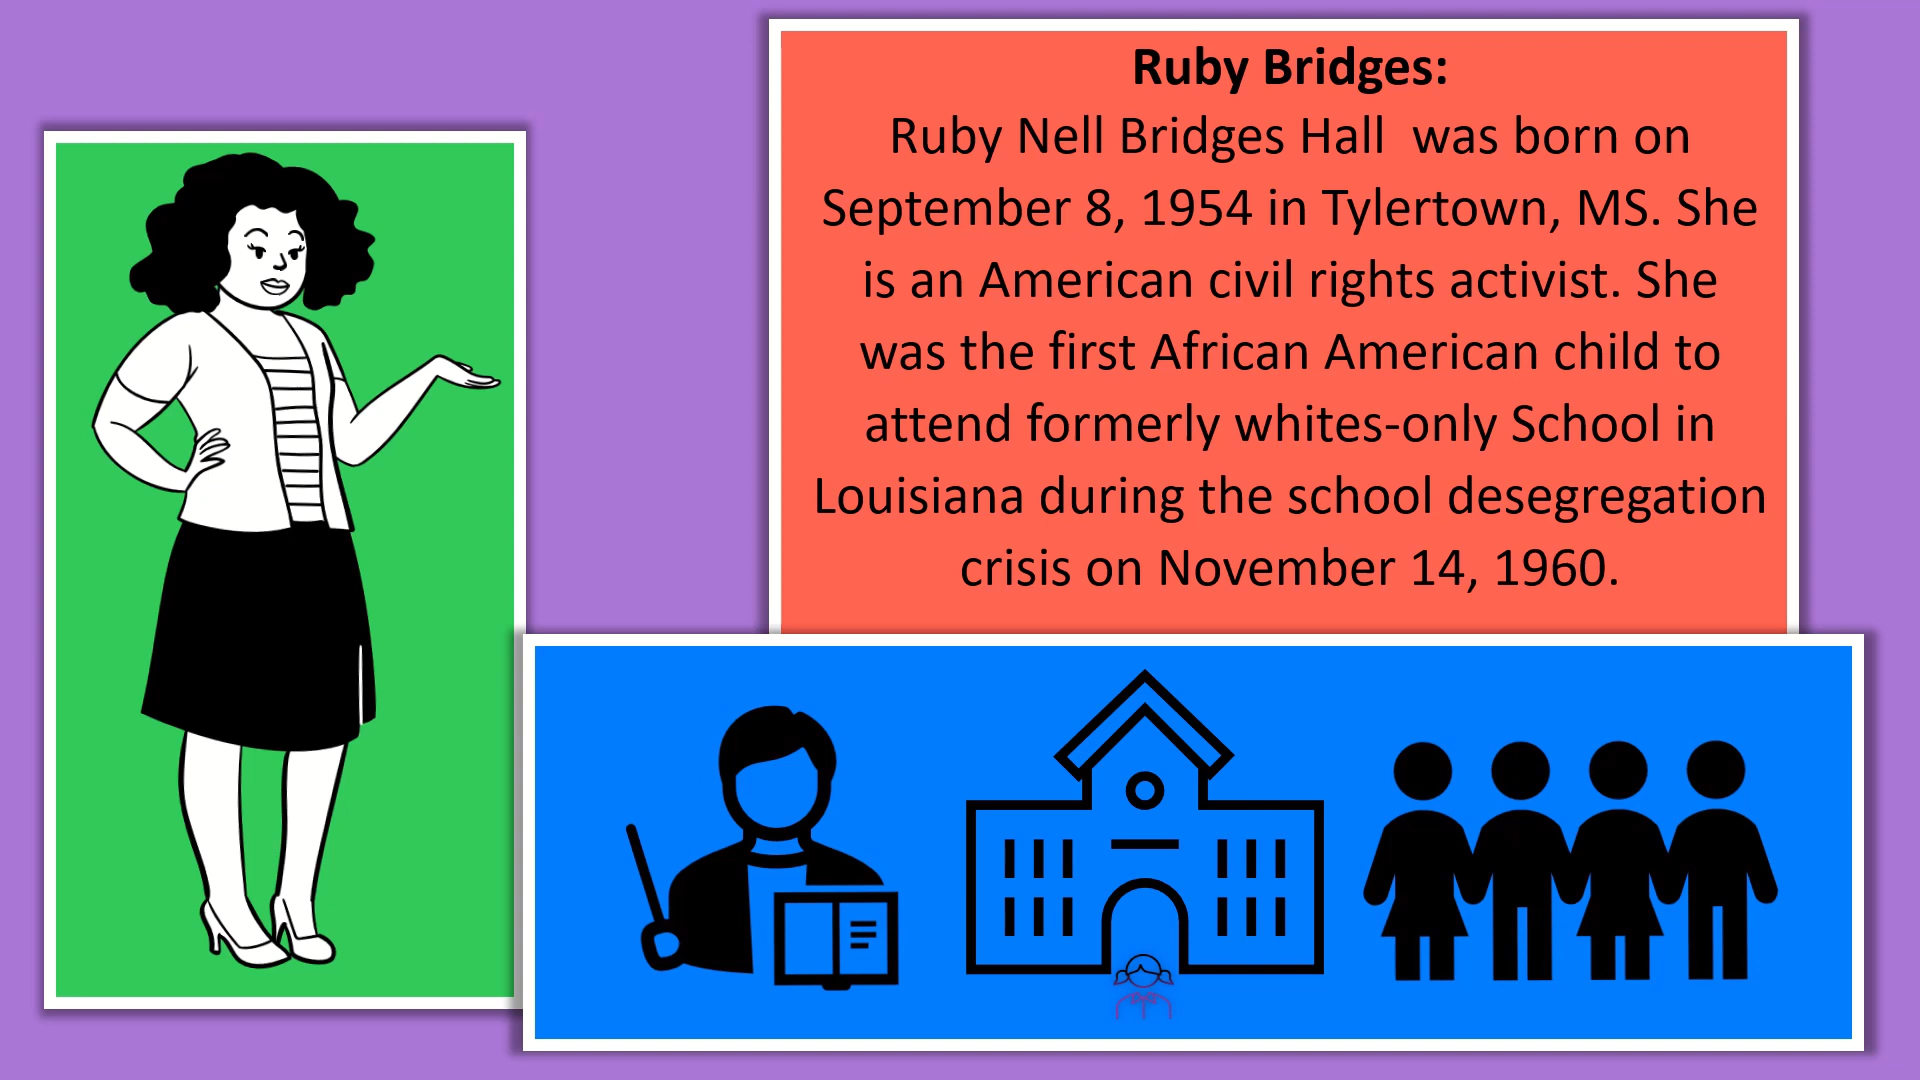 Ruby Bridges:
Ruby Nell Bridges Hall  was born on
September 8, 1954 in Tylertown, MS. She
is an American civil rights activist. She
was the first African American child to
attend formerly whites-only School in
Louisiana during the school desegregation
crisis on November 14, 1960.